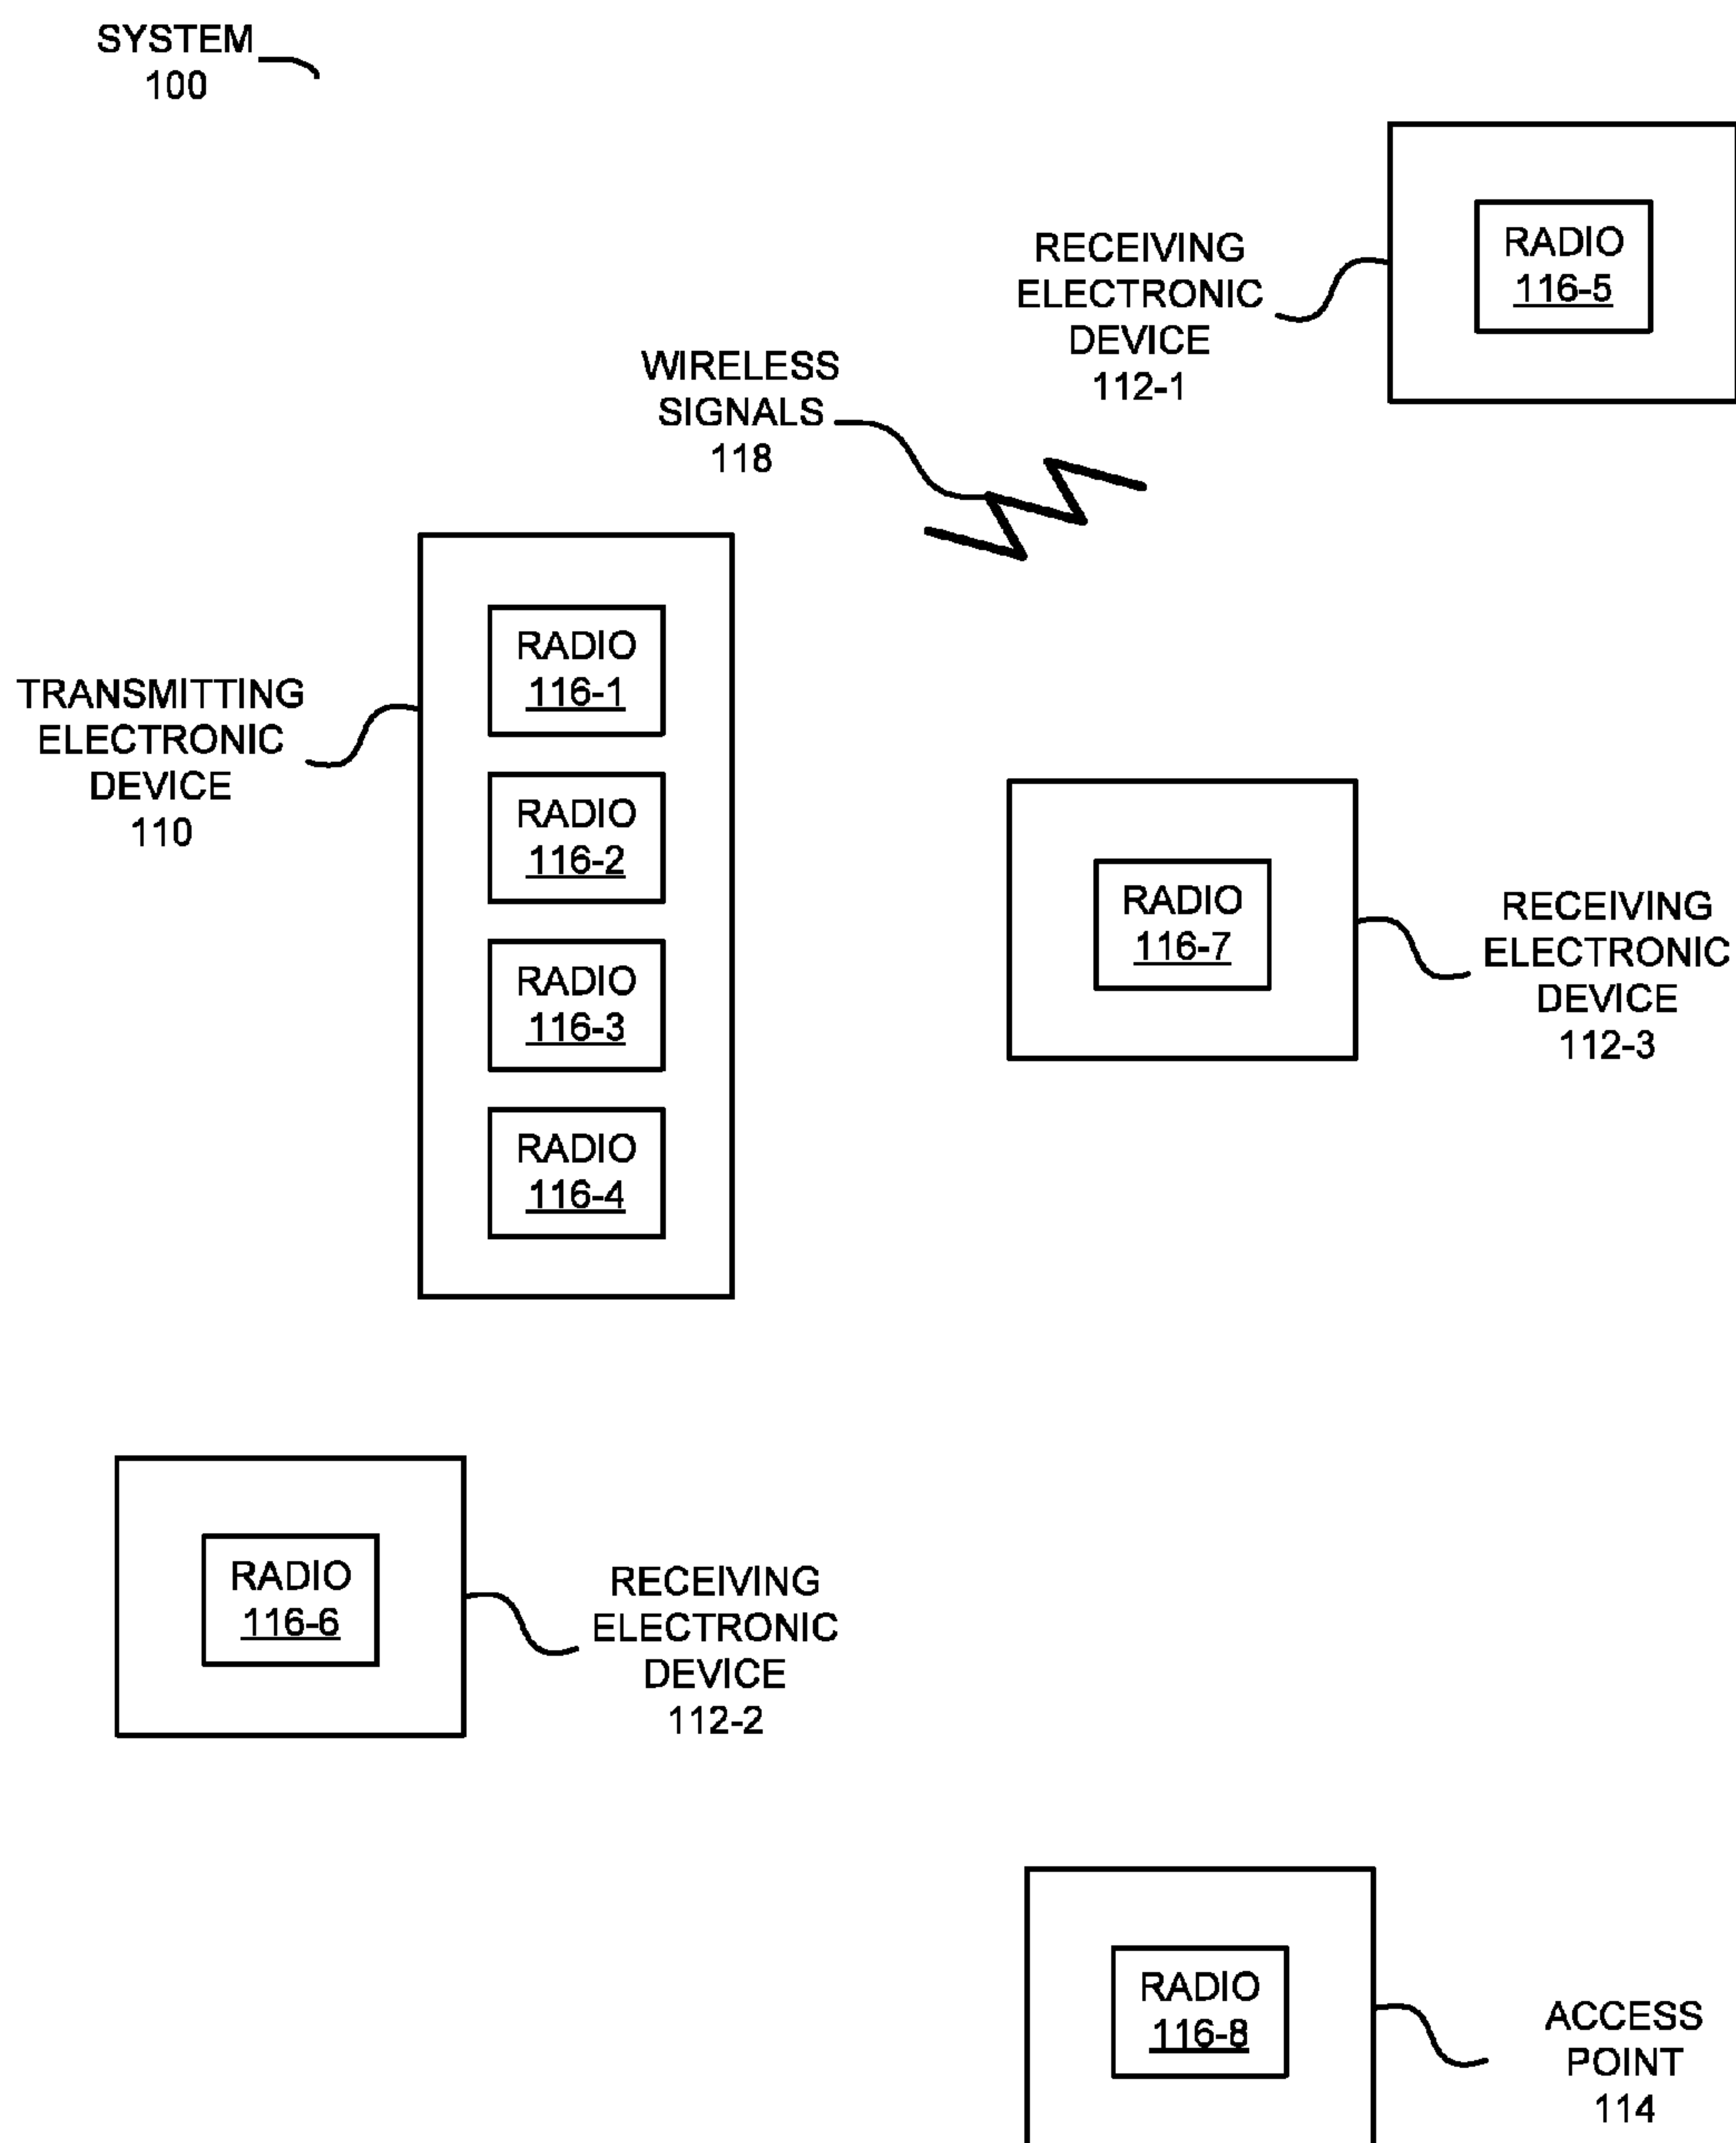 SYSTEM
100
RADIO
116-5
RECEIVING
ELECTRONIC
DEVICE
112-1
WIRELESS
SIGNALS
118
RADIO
116-1
RADIO
116-2
RADIO
116-3
RADIO
116-4
TRANSMITTING
ELECTRONIC
DEVICE
110
RADIO
116-7
RECEIVING
ELECTRONIC
DEVICE
112-3
RADIO
116-6
RECEIVING
ELECTRONIC
DEVICE
112-2
RADIO
116-8
ACCESS
POINT
114